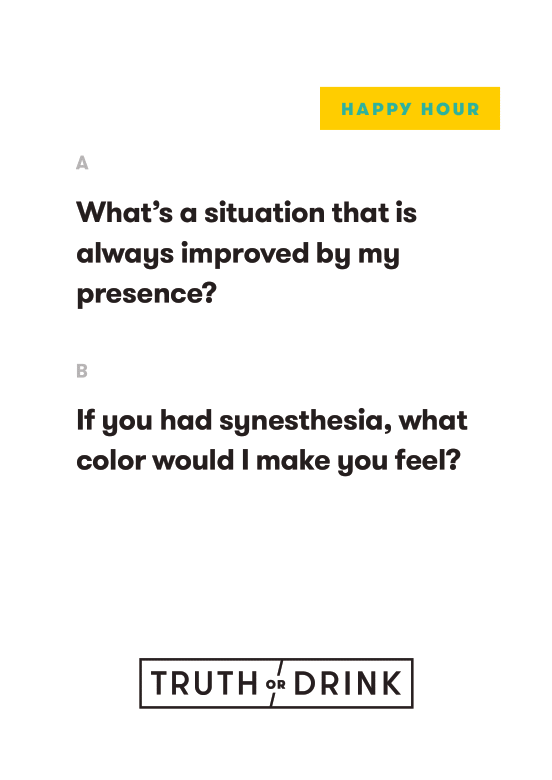 HAPPY HOUR
A
What’s a situation that is
always improved by my
presence?
B
If you had synesthesia, what
color would I make you feel?
TRUTH OR DRINK